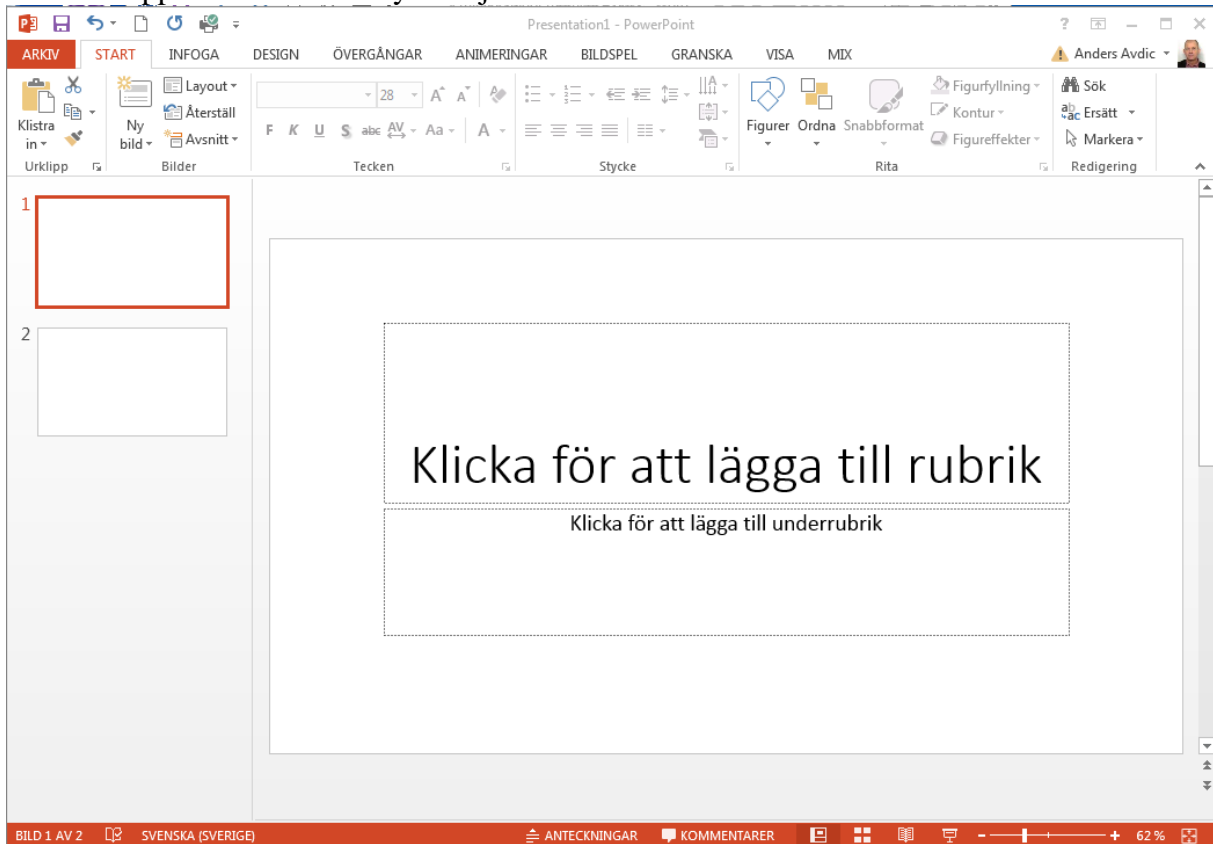 Presentation1 - PowerPoint
?
ARKIV START INFOGA DESIGN ÖVERGÅNGAR ANIMERINGAR BILDSPEL GRANSKA VISA MIX Anders Avdic
Klistra in
Ny bild
Layout
Återställ
Avsnitt
28 A A
F K U S abc AV Aa A
Figurer Ordna Snabbformat
Figurfyllning
Kontur
Figureffekter
Sök
Ersätt
Markera
Urklipp Bilder Tecken Stycke Rita Redigering
1
2
Klicka för att lägga till rubrik
Klicka för att lägga till underrubrik
BILD 1 AV 2 SVENSKA (SVERIGE) ANTECKNINGAR KOMMENTARER - + 62 %